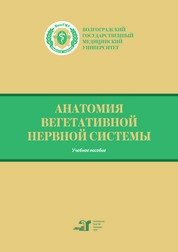 ВОЛГОГРАДСКИЙ
ГОСУДАРСТВЕННЫЙ
МЕДИЦИНСКИЙ
УНИВЕРСИТЕТ
АНАТОМИЯ
ВЕГЕТАТИВНОЙ
НЕРВНОЙ СИСТЕМЫ
Учебное пособие